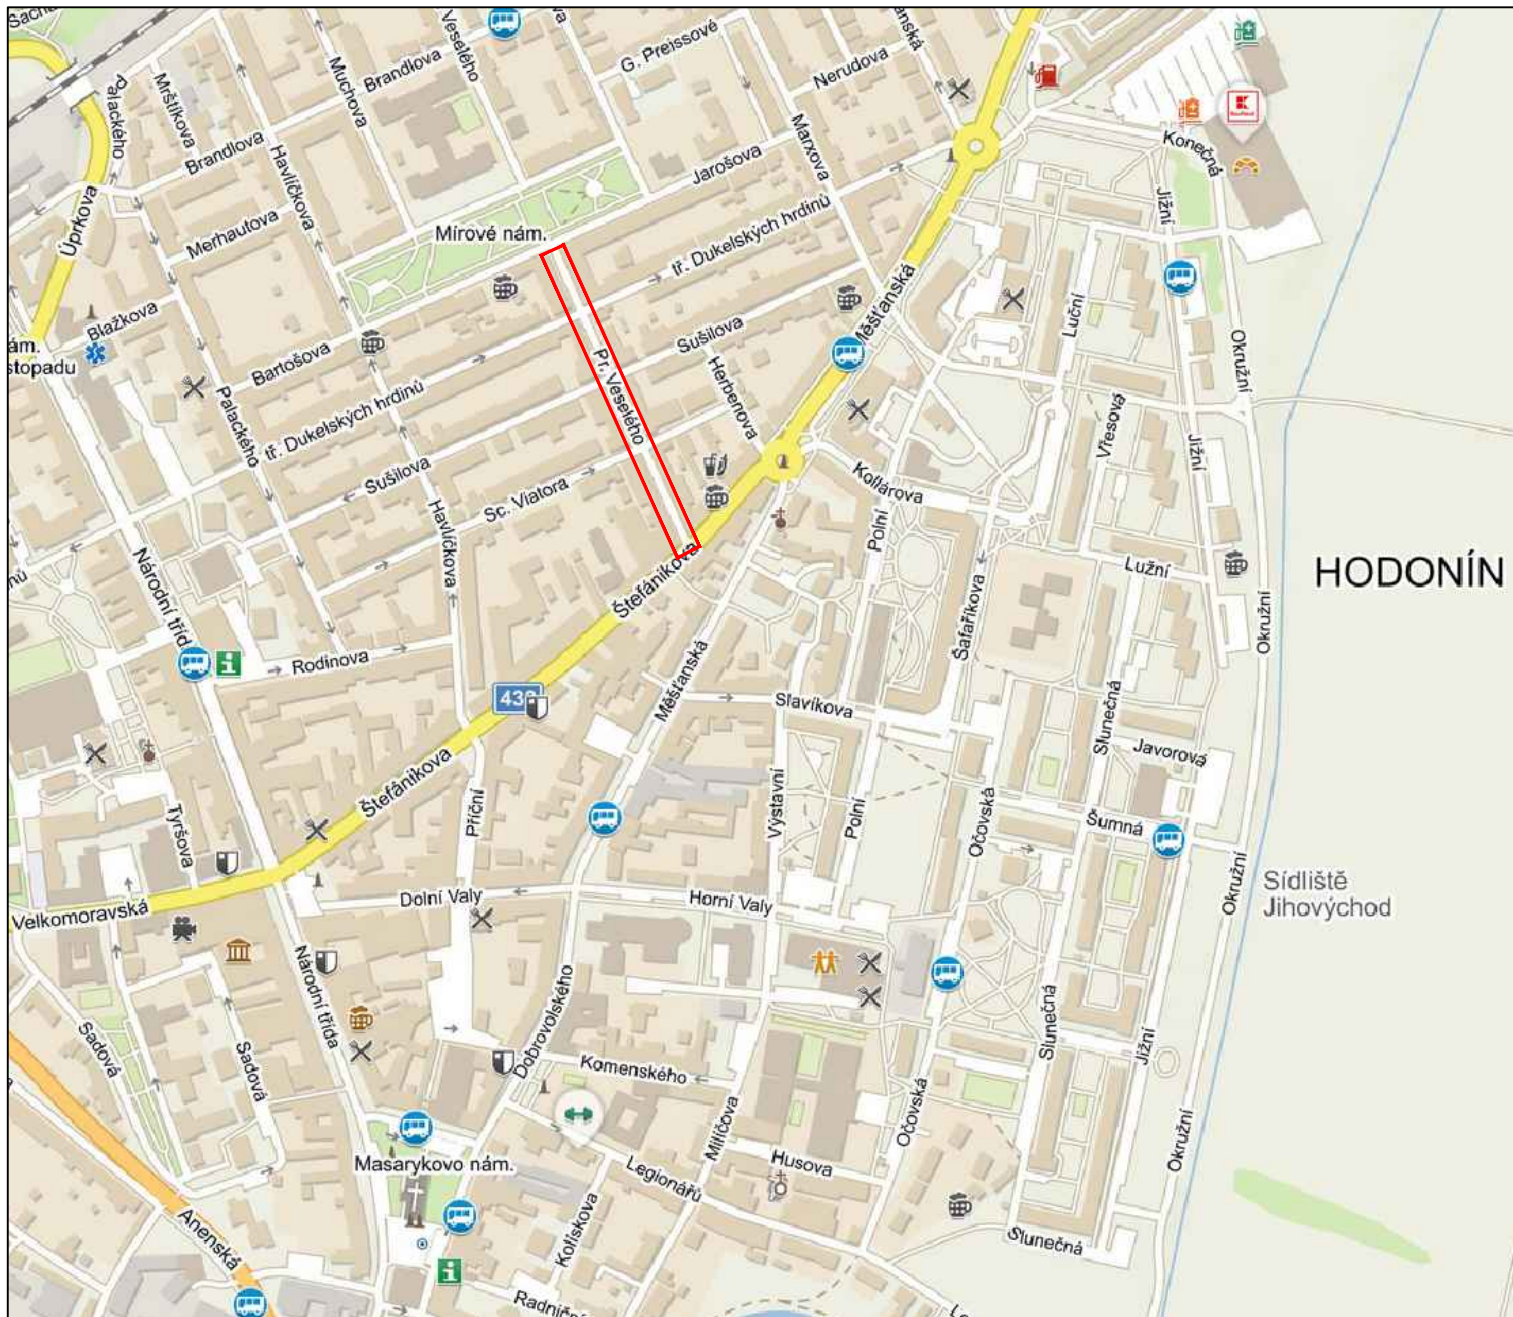 Veselého
G. Preissové
Nerudova
Brandlova
Muchova
Mrštíkova
Palackého
Brandlova
Havlíčkova
Marxova
Jarošova
Konečná
Kaufland
Úprkova
Merhautova
Mírové nám.
tř. Dukelských hrdinů
Jižní
Měšťanská
Luční
Blažkova
Bartošova
Sušilova
Pr. Veselého
Herbenova
Okružní
Palackého
tř. Dukelských hrdinů
Sušilova
Vřesová
Jižní
Sc. Viatora
Havlíčkova
Kollárova
Polní
Národní třída
Štefánikova
Šafaříkova
Lužní
HODONÍN
Okružní
Rodinova
Měšťanská
Slavíkova
Slunečná
Javorová
Štefánikova
Příční
Výstavní
Polní
Očovská
Šumná
Tyršova
Okružní
Sídliště
Jihovýchod
Velkomoravská
Dolní Valy
Horní Valy
Národní třída
Dobrovolského
Sadová
Sadová
Slunečná
Jižní
Komenského
Očovská
Okružní
Miličova
Husova
Masarykovo nám.
Legionářů
Anenská
Kollskova
Slunečná